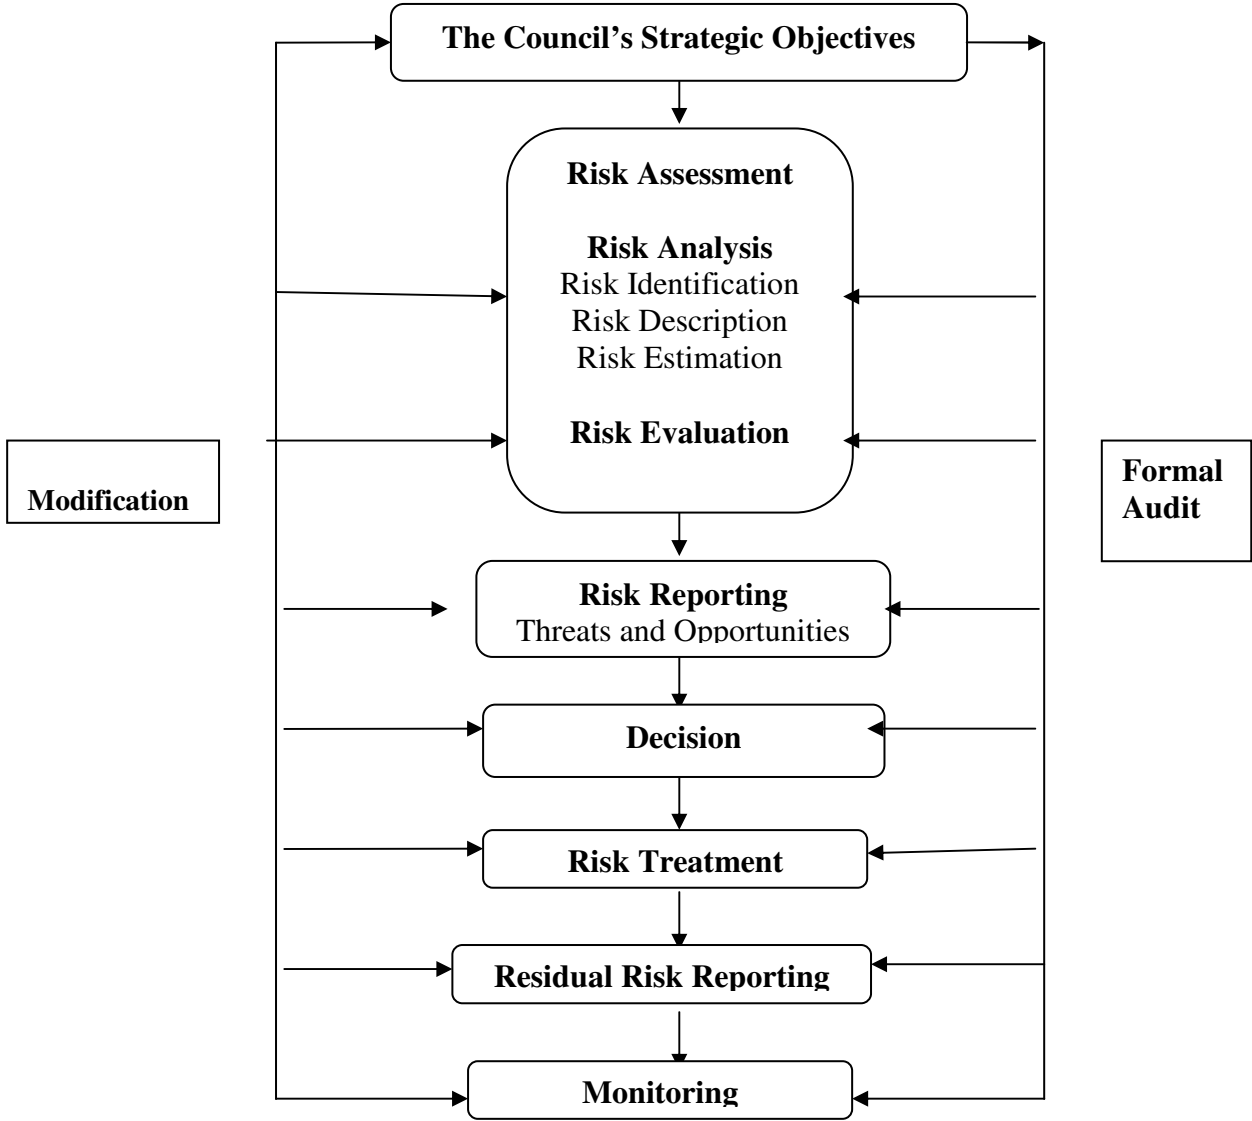 The Council's Strategic Objectives
Risk Assessment
Risk Analysis
Risk Identification
Risk Description
Risk Estimation
Risk Evaluation
Modification
Formal
Audit
Risk Reporting
Threats and Opportunities
Decision
Risk Treatment
Residual Risk Reporting
Monitoring